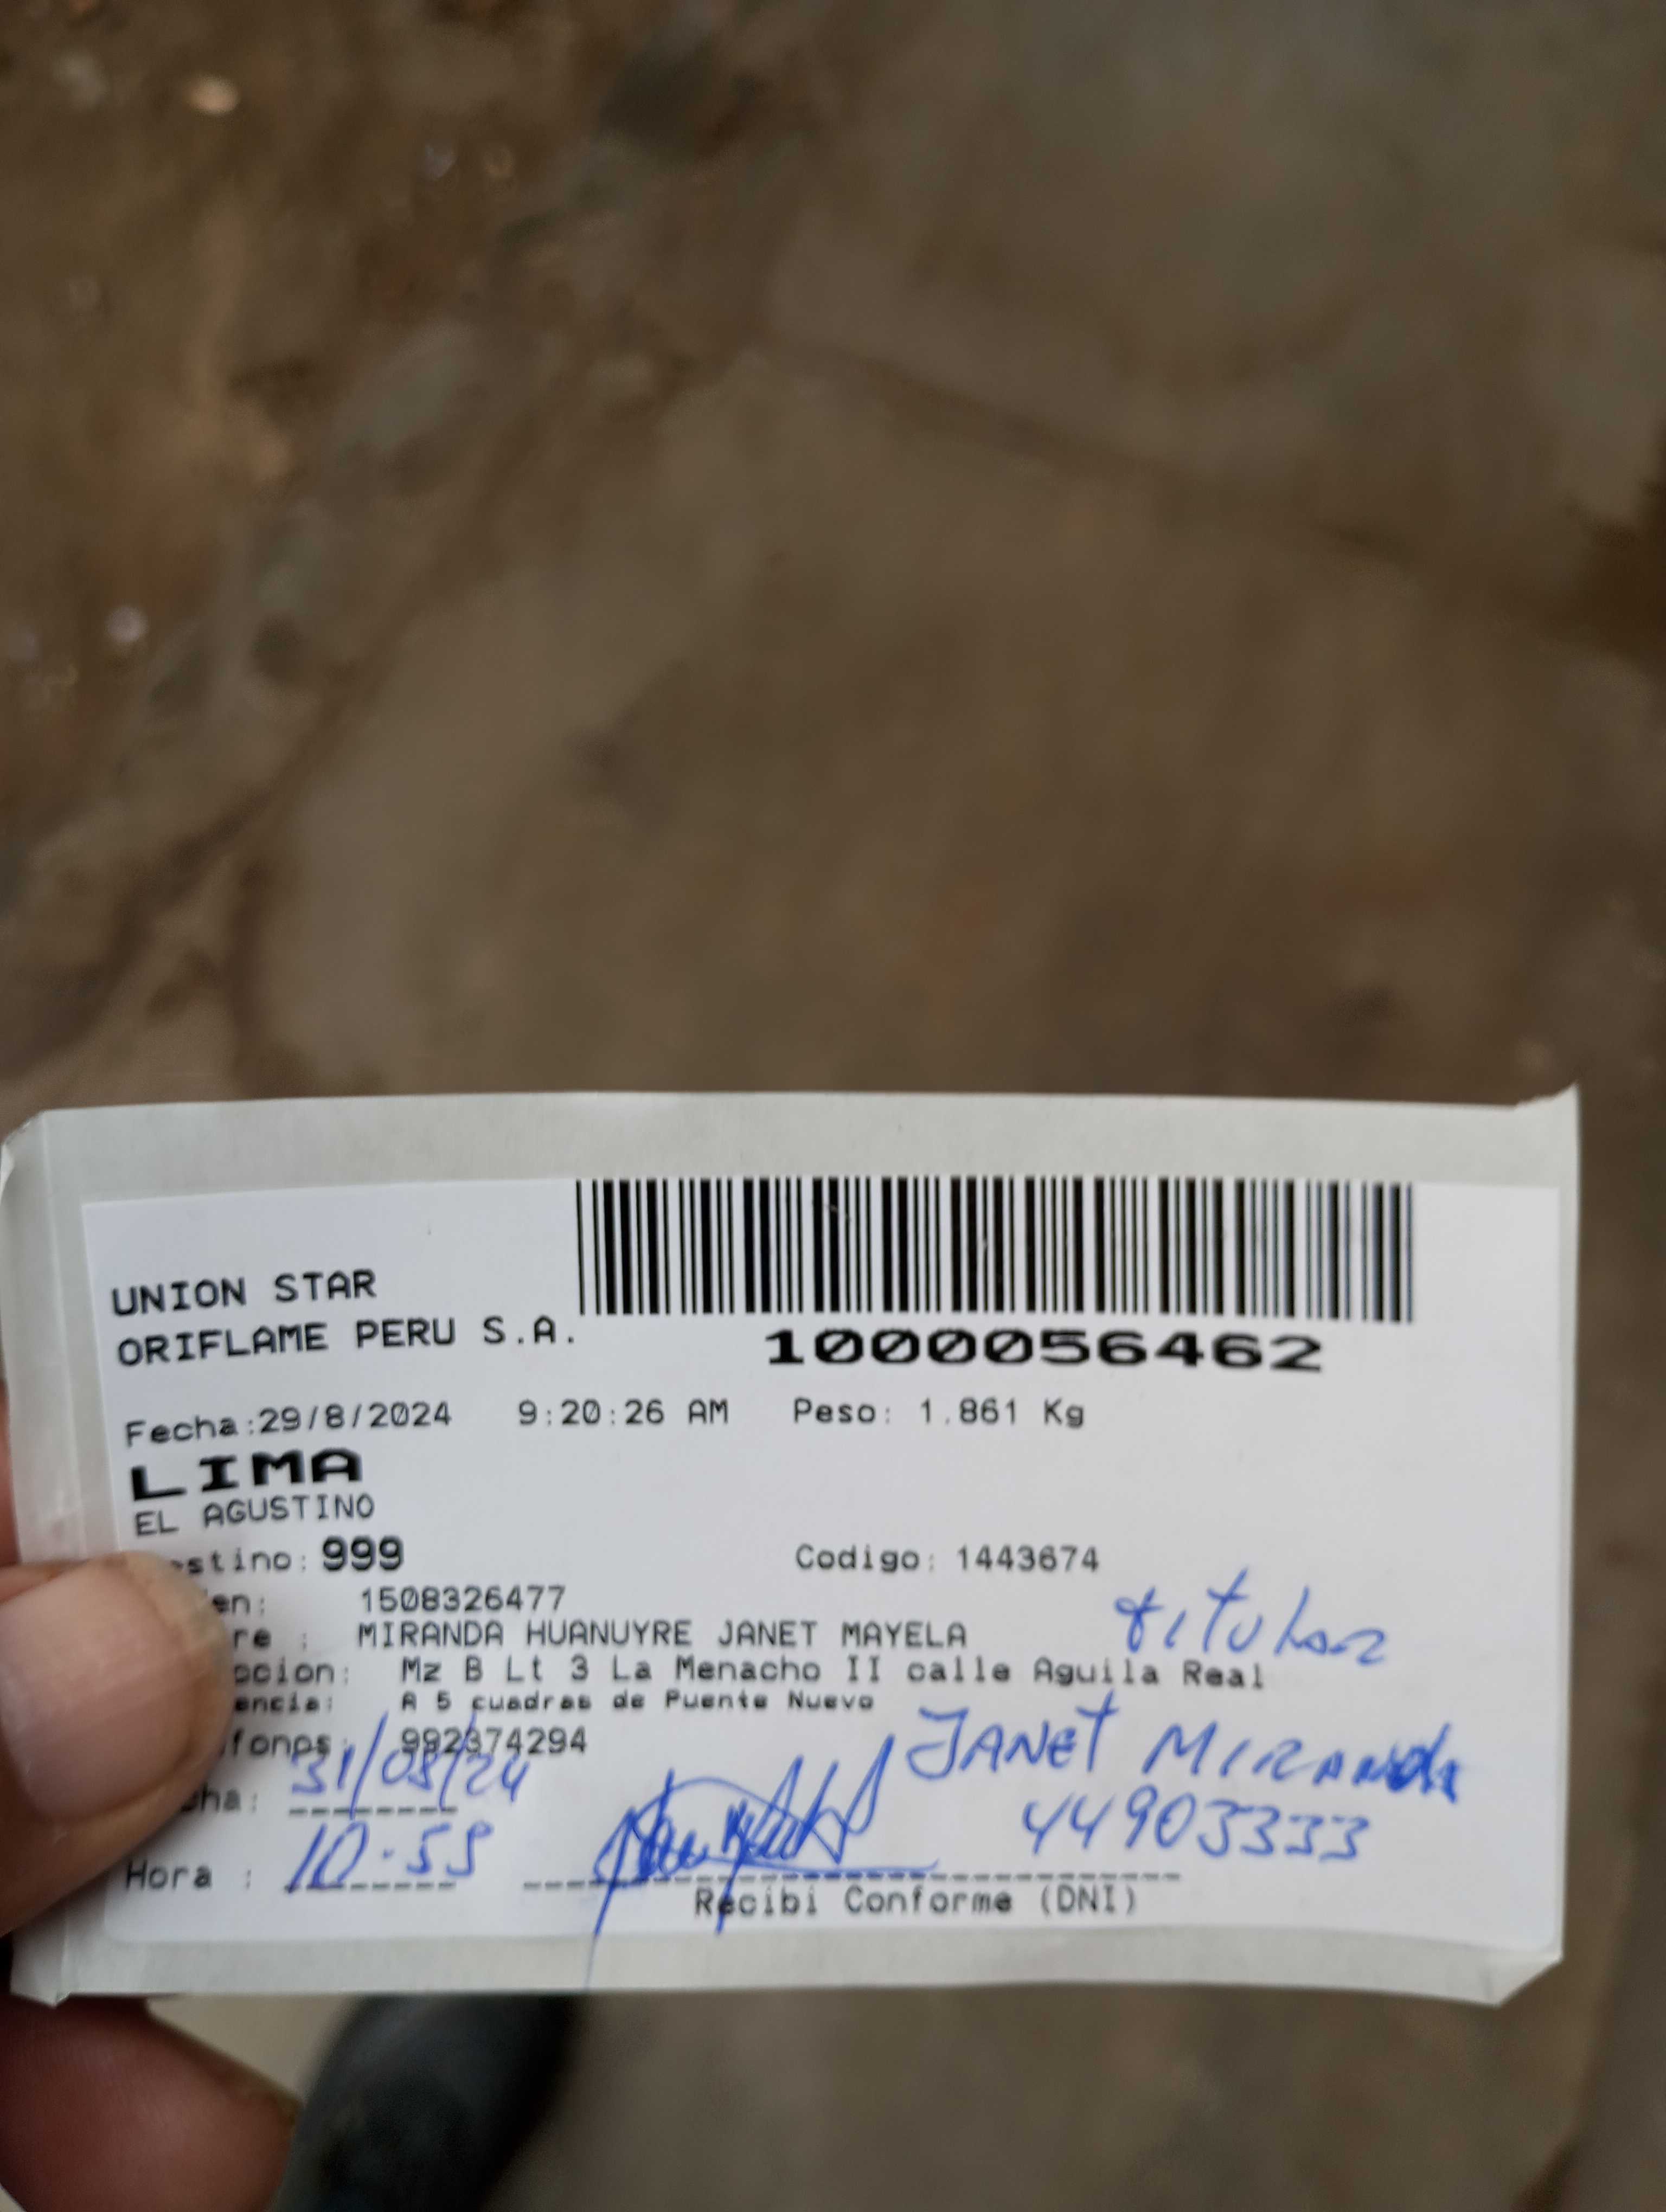 UNION STAR
ORIFLAME PERU S.A.
1000056462
Fecha:29/8/2024 9:20:26 AM Peso: 1.861 Kg
LIMA
EL AGUSTINO
stino: 999 Codigo: 1443674
en: 1508326477
re : MIRANDA HUANUYRE JANET MAYELA titular
ccion: Mz B Lt 3 La Menacho II calle Aguila Real
encia: A 5 cuadras de Puente Nuevo
fonos: 992374294 JANET MIRANda
cha: 31/08/24 44903333
Hora : 10:55
Recibi Conforme (DNI)